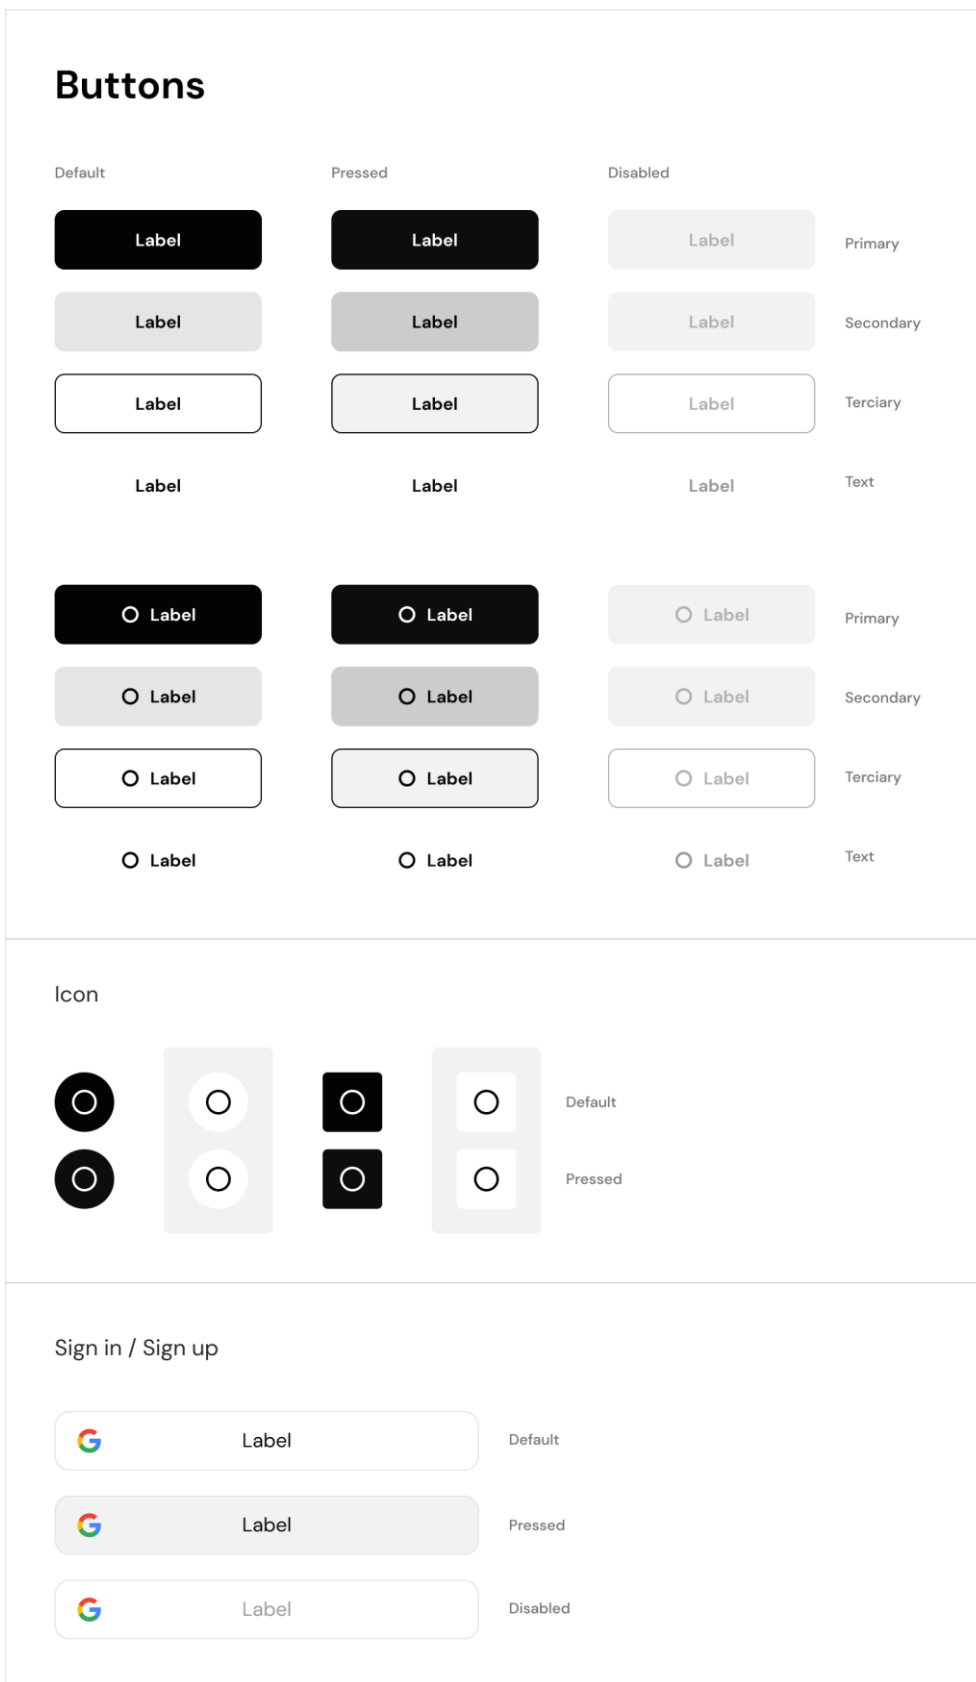 Buttons
Default Pressed Disabled
Label Label Label Primary
Label Label Label Secondary
Label Label Label Terciary
Label Label Label Text
Label Label Label Primary
Label Label Label Secondary
Label Label Label Terciary
Label Label Label Text
Icon
Default
Pressed
Sign in / Sign up
Label Default
Label Pressed
Label Disabled